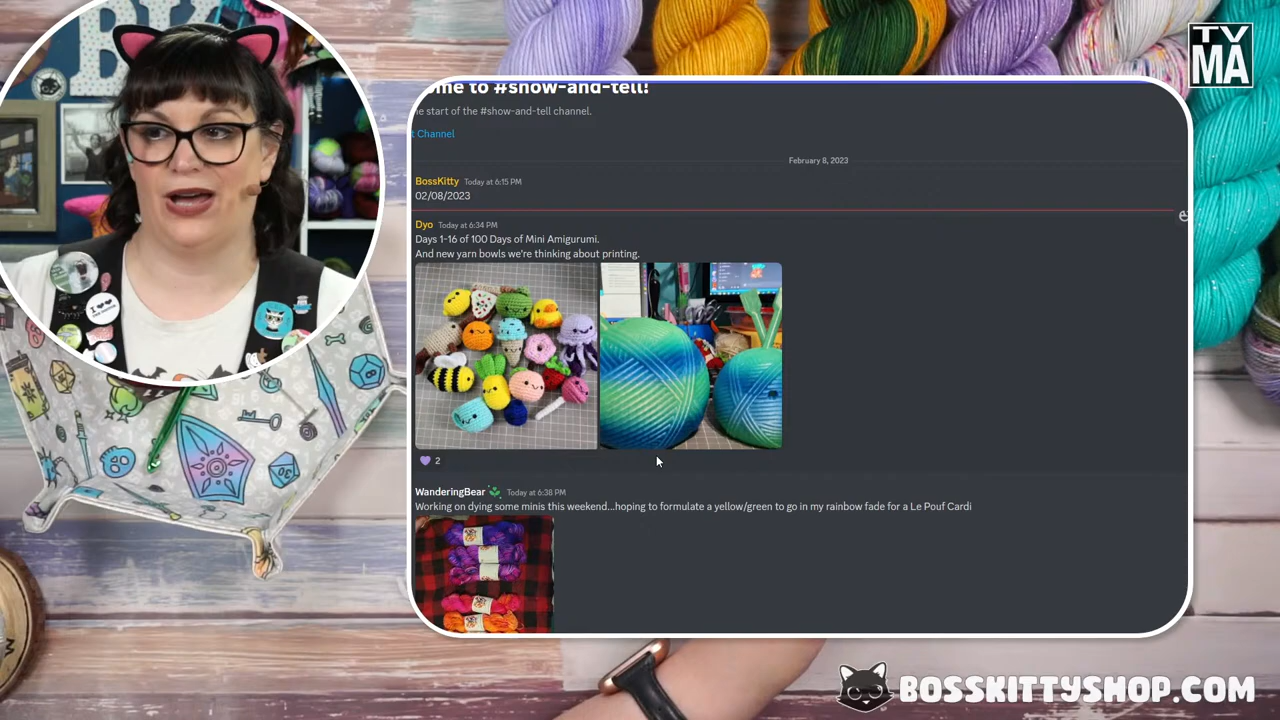 TV
MA
ome to #show-and-tell!
he start of the #show-and-tell channel.
t Channel
February 8, 2023
BossKitty Today at 6:15 PM
02/08/2023
Dyo Today at 6:34 PM
Days 1-16 of 100 Days of Mini Amigurumi.
And new yarn bowls we're thinking about printing.
2
WanderingBear Today at 6:38 PM
Working on dying some minis this weekend...hoping to formulate a yellow/green to go in my rainbow fade for a Le Pouf Cardi
BOSSKITTYSHOP.COM